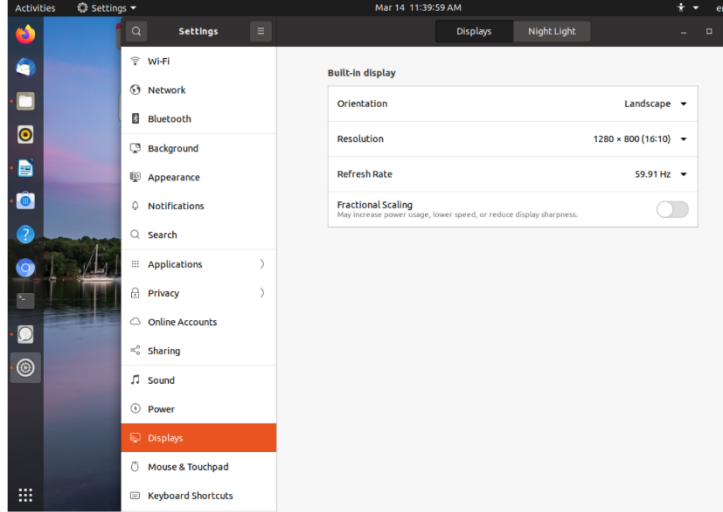 Activities Settings Mar 14 11:39:59 AM en
Settings Displays Night Light
Wi-Fi
Network
Bluetooth
Background
Appearance
Notifications
Search
Applications
Privacy
Online Accounts
Sharing
Sound
Power
Displays
Mouse & Touchpad
Keyboard Shortcuts
Built-in display
Orientation Landscape
Resolution 1280 × 800 (16:10)
Refresh Rate 59.91 Hz
Fractional Scaling
May increase power usage, lower speed, or reduce display sharpness.